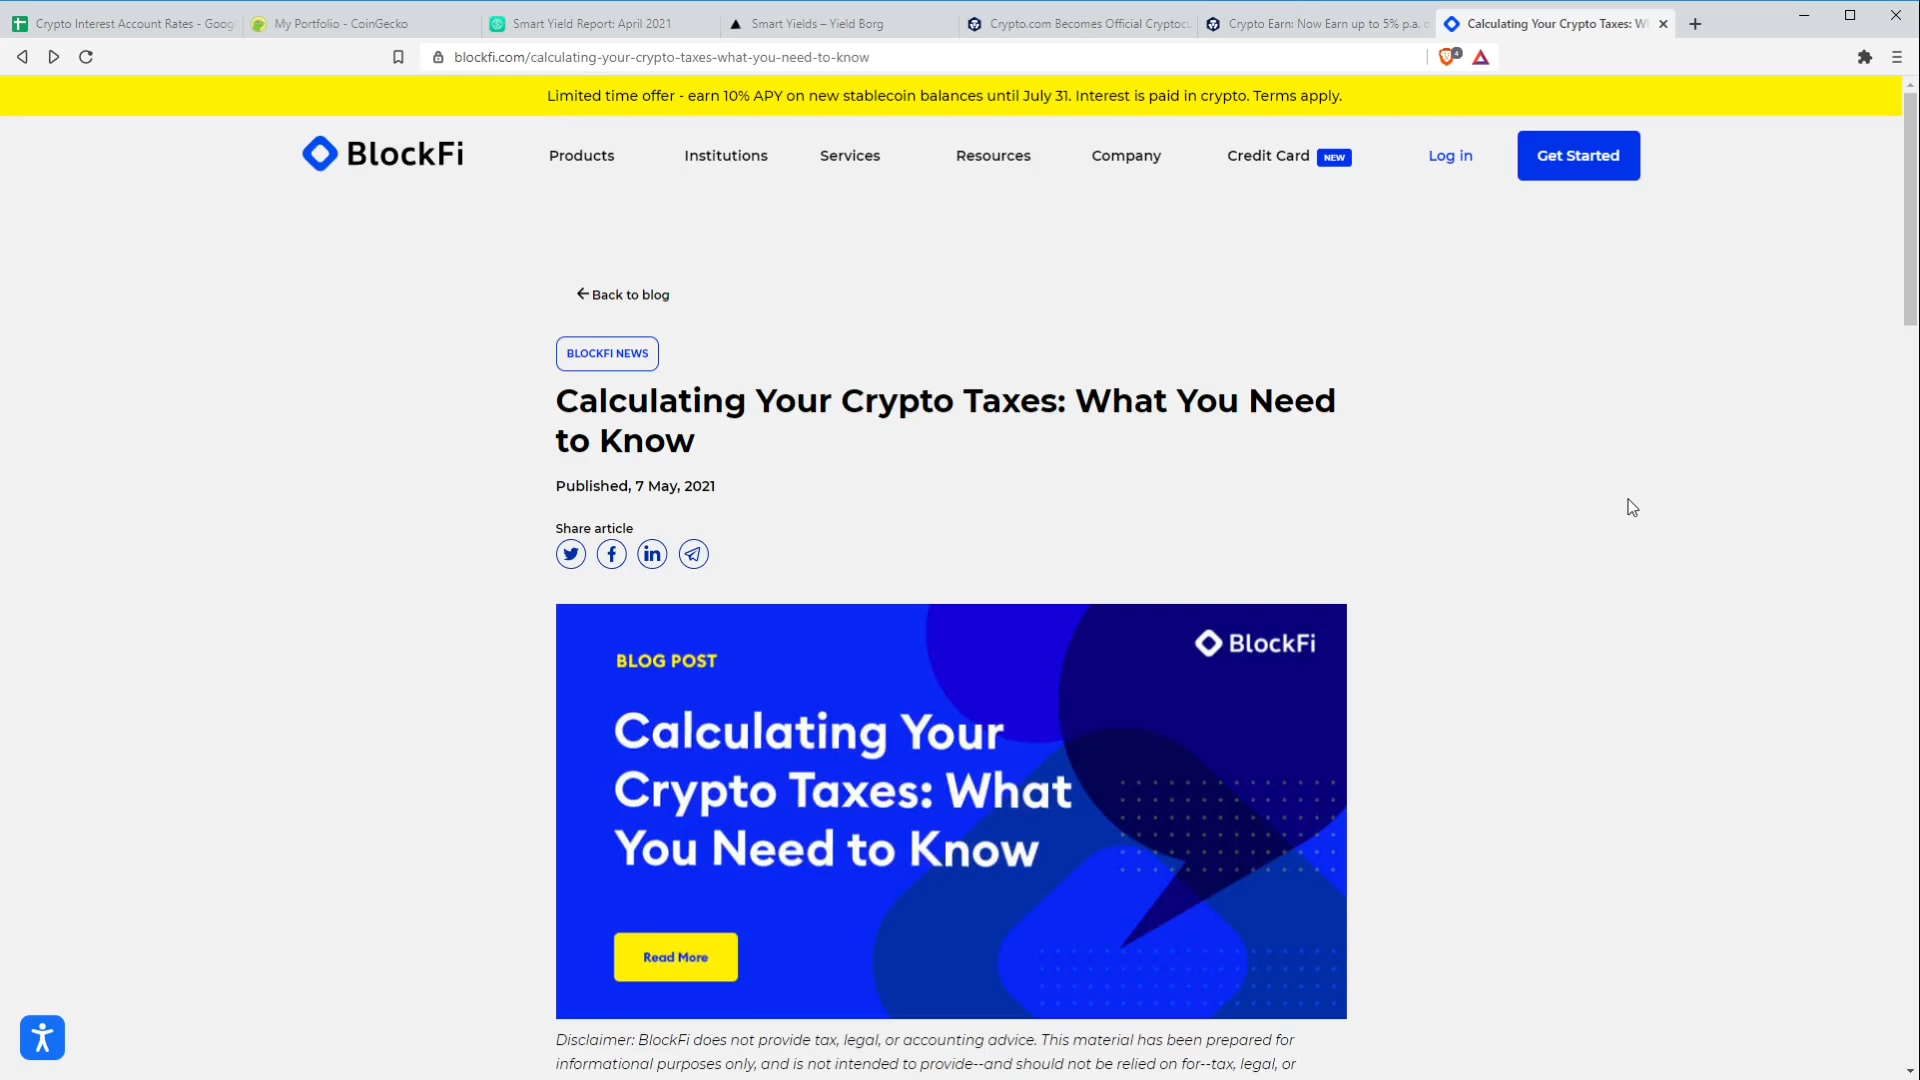 Crypto Interest Account Rates - Goog
My Portfolio - CoinGecko
Smart Yield Report: April 2021
Smart Yields – Yield Borg
Crypto.com Becomes Official Cryptocu
Crypto Earn: Now Earn up to 5% p.a. o
Calculating Your Crypto Taxes: W
blockfi.com/calculating-your-crypto-taxes-what-you-need-to-know
4
Limited time offer - earn 10% APY on new stablecoin balances until July 31. Interest is paid in crypto. Terms apply.
BlockFi
Products
Institutions
Services
Resources
Company
Credit Card NEW
Log in
Get Started
Back to blog
BLOCKFI NEWS
Calculating Your Crypto Taxes: What You Need
to Know
Published, 7 May, 2021
Share article
BlockFi
BLOG POST
Calculating Your
Crypto Taxes: What
You Need to Know
Read More
Disclaimer: BlockFi does not provide tax, legal, or accounting advice. This material has been prepared for
informational purposes only, and is not intended to provide--and should not be relied on for--tax, legal, or